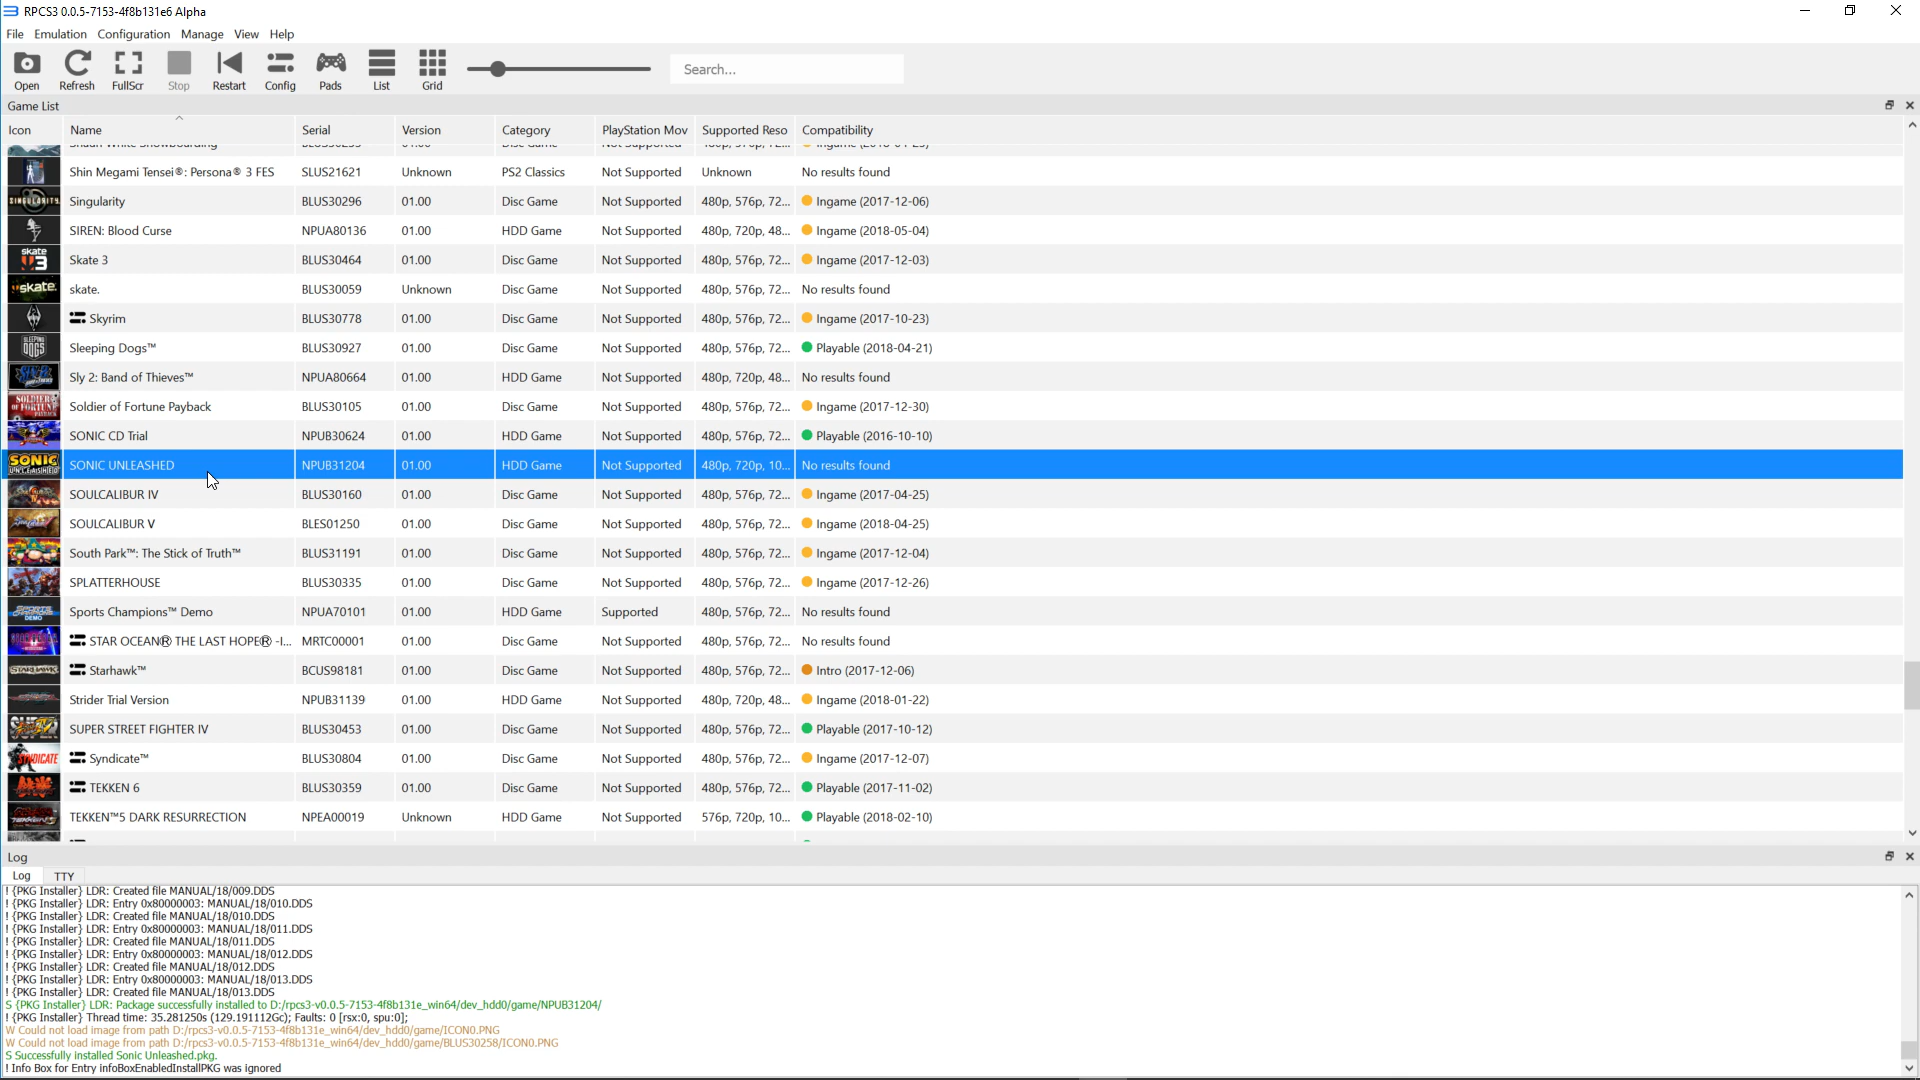 RPCS3 0.0.5-7153-4f8b131e6 Alpha
File Emulation Configuration Manage View Help
Open Refresh FullScr Stop Restart Config Pads List Grid Search...
Game List
Icon Name Serial Version Category PlayStation Mov Supported Reso Compatibility
Shin Megami Tensei®: Persona® 3 FES SLUS21621 Unknown PS2 Classics Not Supported Unknown No results found
SINGULARITY Singularity BLUS30296 01.00 Disc Game Not Supported 480p, 576p, 72... Ingame (2017-12-06)
SIREN: Blood Curse NPUA80136 01.00 HDD Game Not Supported 480p, 720p, 48... Ingame (2018-05-04)
skate 3 Skate 3 BLUS30464 01.00 Disc Game Not Supported 480p, 576p, 72... Ingame (2017-12-03)
skate. skate. BLUS30059 Unknown Disc Game Not Supported 480p, 576p, 72... No results found
Skyrim BLUS30778 01.00 Disc Game Not Supported 480p, 576p, 72... Ingame (2017-10-23)
SLEEPING DOGS Sleeping Dogs™ BLUS30927 01.00 Disc Game Not Supported 480p, 576p, 72... Playable (2018-04-21)
Sly 2: Band of Thieves™ NPUA80664 01.00 HDD Game Not Supported 480p, 720p, 48... No results found
SOLDIER OF FORTUNE PAYBACK Soldier of Fortune Payback BLUS30105 01.00 Disc Game Not Supported 480p, 576p, 72... Ingame (2017-12-30)
SONIC CD Trial NPUB30624 01.00 HDD Game Not Supported 480p, 576p, 72... Playable (2016-10-10)
SONIC UNLEASHED SONIC UNLEASHED NPUB31204 01.00 HDD Game Not Supported 480p, 720p, 10... No results found
SOULCALIBUR IV BLUS30160 01.00 Disc Game Not Supported 480p, 576p, 72... Ingame (2017-04-25)
SOULCALIBUR V BLES01250 01.00 Disc Game Not Supported 480p, 576p, 72... Ingame (2018-04-25)
South Park™: The Stick of Truth™ BLUS31191 01.00 Disc Game Not Supported 480p, 576p, 72... Ingame (2017-12-04)
SPLATTERHOUSE BLUS30335 01.00 Disc Game Not Supported 480p, 576p, 72... Ingame (2017-12-26)
SPORTS CHAMPIONS DEMO Sports Champions™ Demo NPUA70101 01.00 HDD Game Supported 480p, 576p, 72... No results found
STAR OCEAN® THE LAST HOPE® -I... MRTC00001 01.00 Disc Game Not Supported 480p, 576p, 72... No results found
STARHAWK Starhawk™ BCUS98181 01.00 Disc Game Not Supported 480p, 576p, 72... Intro (2017-12-06)
Strider Trial Version NPUB31139 01.00 HDD Game Not Supported 480p, 720p, 48... Ingame (2018-01-22)
SUPER SUPER STREET FIGHTER IV BLUS30453 01.00 Disc Game Not Supported 480p, 576p, 72... Playable (2017-10-12)
SYNDICATE Syndicate™ BLUS30804 01.00 Disc Game Not Supported 480p, 576p, 72... Ingame (2017-12-07)
TEKKEN 6 BLUS30359 01.00 Disc Game Not Supported 480p, 576p, 72... Playable (2017-11-02)
TEKKEN™5 DARK RESURRECTION NPEA00019 Unknown HDD Game Not Supported 576p, 720p, 10... Playable (2018-02-10)
Log
Log TTY
! {PKG Installer} LDR: Created file MANUAL/18/009.DDS
! {PKG Installer} LDR: Entry 0x80000003: MANUAL/18/010.DDS
! {PKG Installer} LDR: Created file MANUAL/18/010.DDS
! {PKG Installer} LDR: Entry 0x80000003: MANUAL/18/011.DDS
! {PKG Installer} LDR: Created file MANUAL/18/011.DDS
! {PKG Installer} LDR: Entry 0x80000003: MANUAL/18/012.DDS
! {PKG Installer} LDR: Created file MANUAL/18/012.DDS
! {PKG Installer} LDR: Entry 0x80000003: MANUAL/18/013.DDS
! {PKG Installer} LDR: Created file MANUAL/18/013.DDS
S {PKG Installer} LDR: Package successfully installed to D:/rpcs3-v0.0.5-7153-4f8b131e_win64/dev_hdd0/game/NPUB31204/
! {PKG Installer} Thread time: 35.281250s (129.191112Gc); Faults: 0 [rsx:0, spu:0];
W Could not load image from path D:/rpcs3-v0.0.5-7153-4f8b131e_win64/dev_hdd0/game/ICON0.PNG
W Could not load image from path D:/rpcs3-v0.0.5-7153-4f8b131e_win64/dev_hdd0/game/BLUS30258/ICON0.PNG
S Successfully installed Sonic Unleashed.pkg.
! Info Box for Entry infoBoxEnabledInstallPKG was ignored